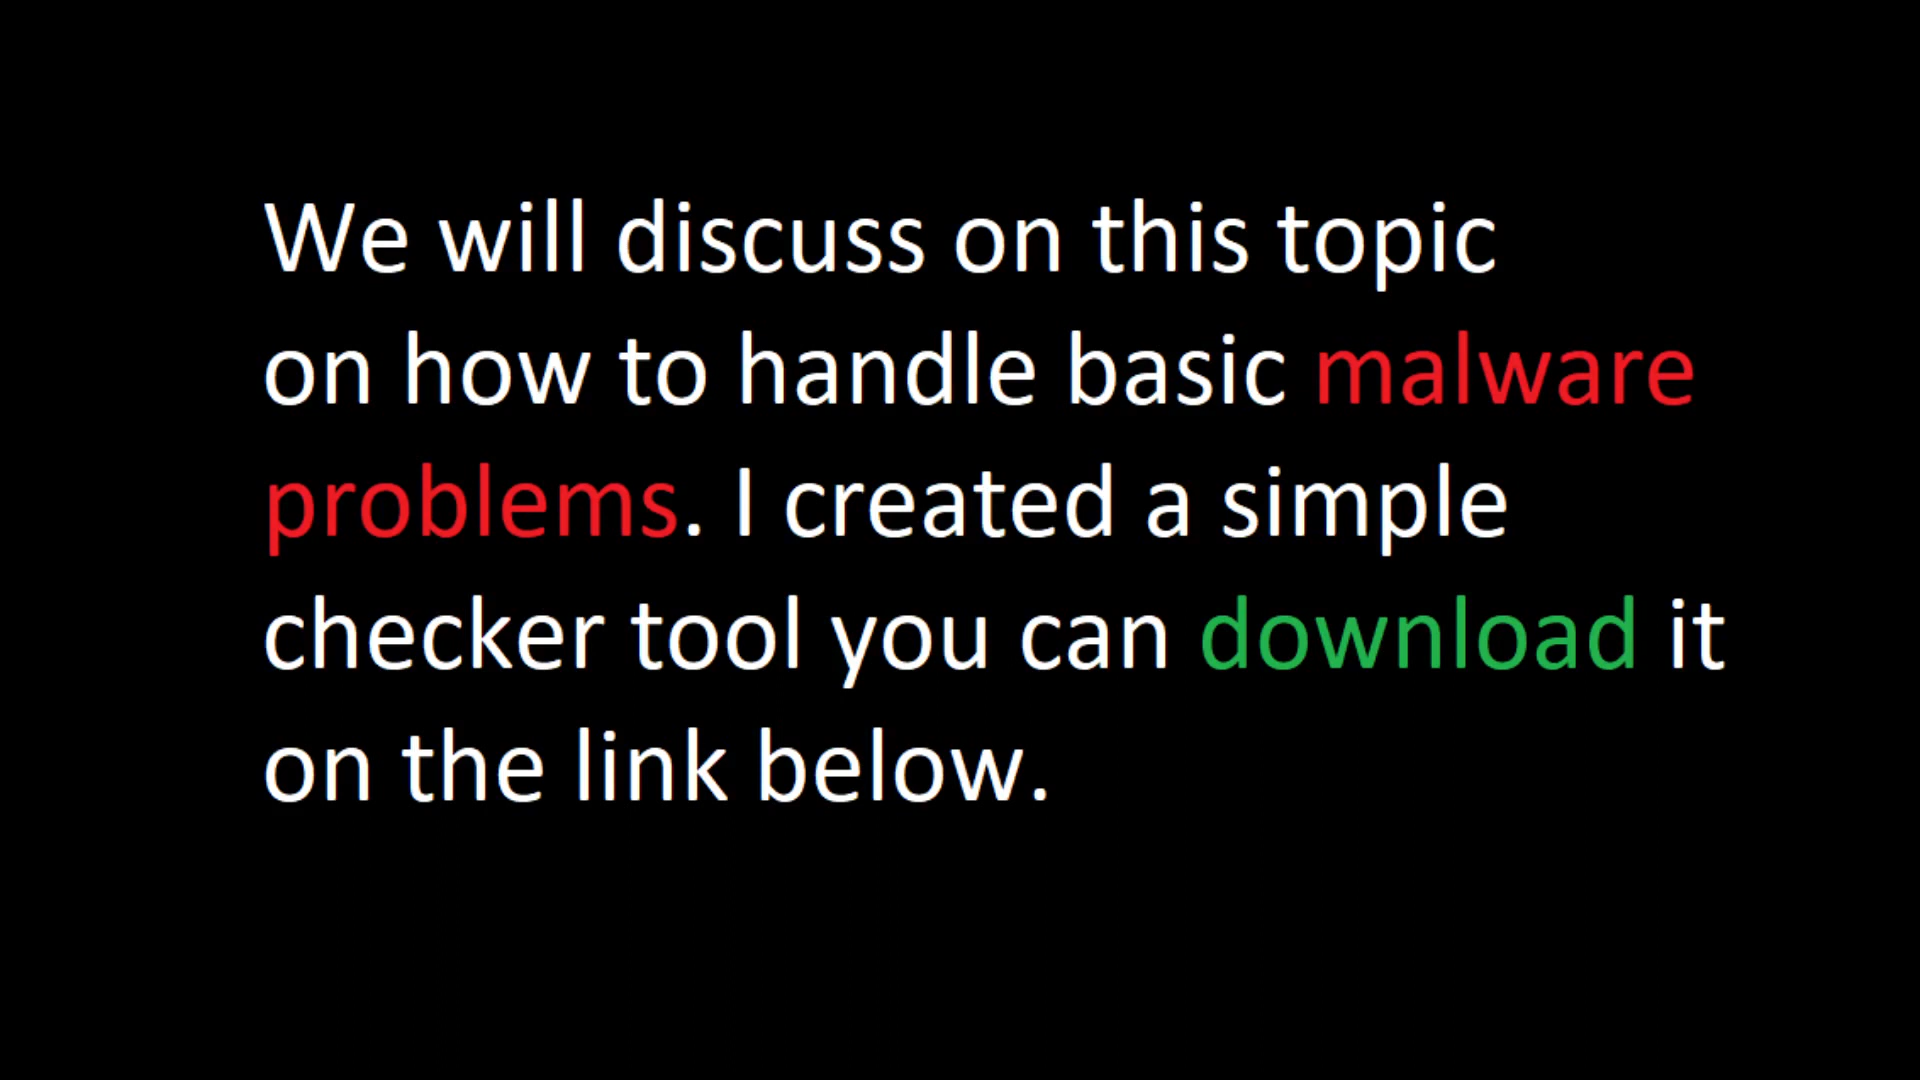 We will discuss on this topic
on how to handle basic malware
problems. I created a simple
checker tool you can download it
on the link below.